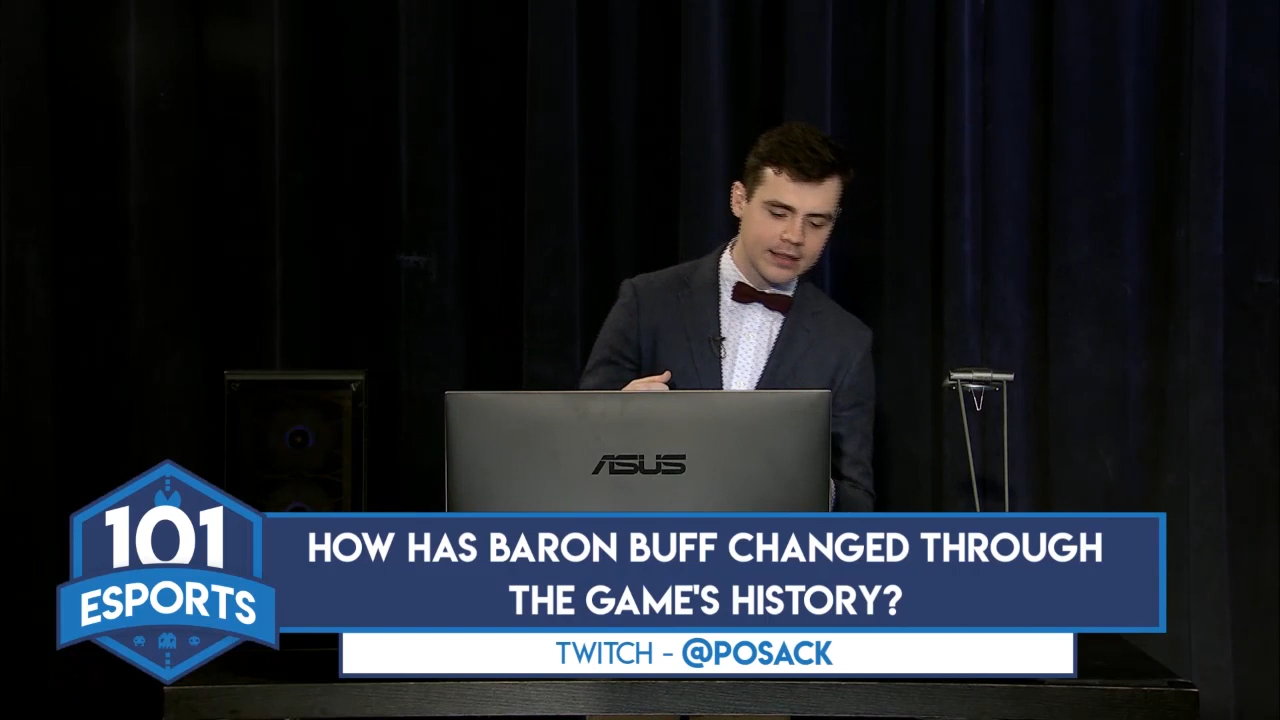 ASUS
101
ESPORTS
HOW HAS BARON BUFF CHANGED THROUGH
THE GAME'S HISTORY?
TWITCH - @POSACK